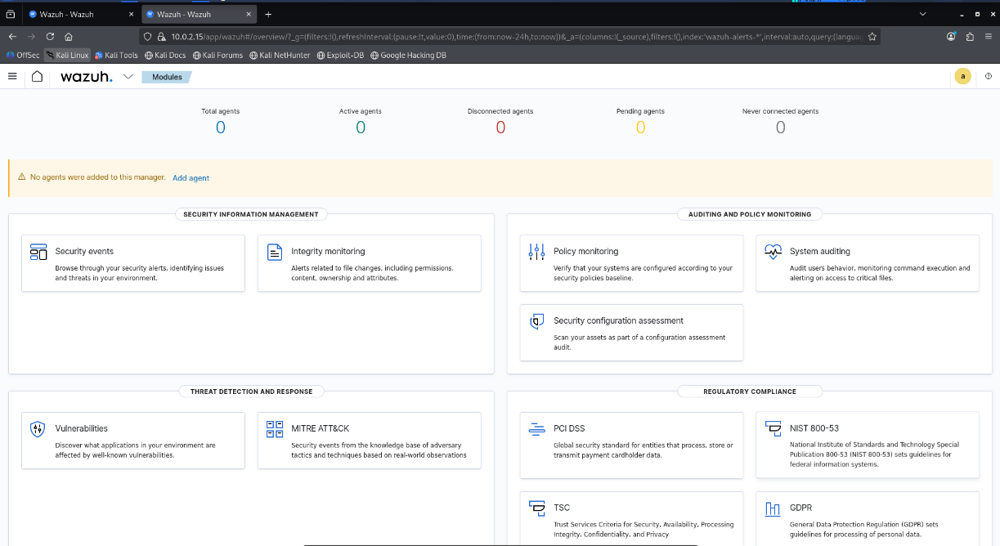 Wazuh - Wazuh
Wazuh - Wazuh
10.0.2.15/app/wazuh#/overview/?_g=(filters:!(),refreshInterval:(pause:!t,value:0),time:(from:now-24h,to:now))&_a=(columns:!(_source),filters:!(),index:'wazuh-alerts-*',interval:auto,query:(langua
OffSec Kali Linux Kali Tools Kali Docs Kali Forums Kali NetHunter Exploit-DB Google Hacking DB
wazuh. Modules a
Total agents Active agents Disconnected agents Pending agents Never connected agents
0 0 0 0 0
No agents were added to this manager. Add agent
SECURITY INFORMATION MANAGEMENT
Security events
Browse through your security alerts, identifying issues
and threats in your environment.
Integrity monitoring
Alerts related to file changes, including permissions,
content, ownership and attributes.
AUDITING AND POLICY MONITORING
Policy monitoring
Verify that your systems are configured according to your
security policies baseline.
System auditing
Audit users behavior, monitoring command execution and
alerting on access to critical files.
Security configuration assessment
Scan your assets as part of a configuration assessment
audit.
THREAT DETECTION AND RESPONSE
Vulnerabilities
Discover what applications in your environment are
affected by well-known vulnerabilities.
MITRE ATT&CK
Security events from the knowledge base of adversary
tactics and techniques based on real-world observations
REGULATORY COMPLIANCE
PCI DSS
Global security standard for entities that process, store or
transmit payment cardholder data.
NIST 800-53
National Institute of Standards and Technology Special
Publication 800-53 (NIST 800-53) sets guidelines for
federal information systems.
TSC
Trust Services Criteria for Security, Availability, Processing
Integrity, Confidentiality, and Privacy
GDPR
General Data Protection Regulation (GDPR) sets
guidelines for processing of personal data.